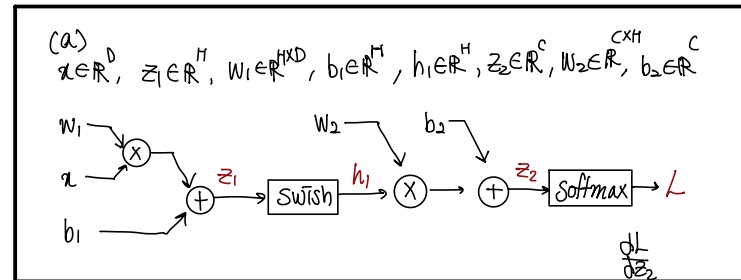 (a)
x∈ℝ^D, z₁∈ℝ^H, W₁∈ℝ^{H×D}, b₁∈ℝ^H, h₁∈ℝ^H, z₂∈ℝ^C, W₂∈ℝ^{C×H}, b₂∈ℝ^C
W₁
W₂
b₂
×
x
z₁
swish
h₁
×
+
z₂
softmax
L
+
b₁
dL
dz₂